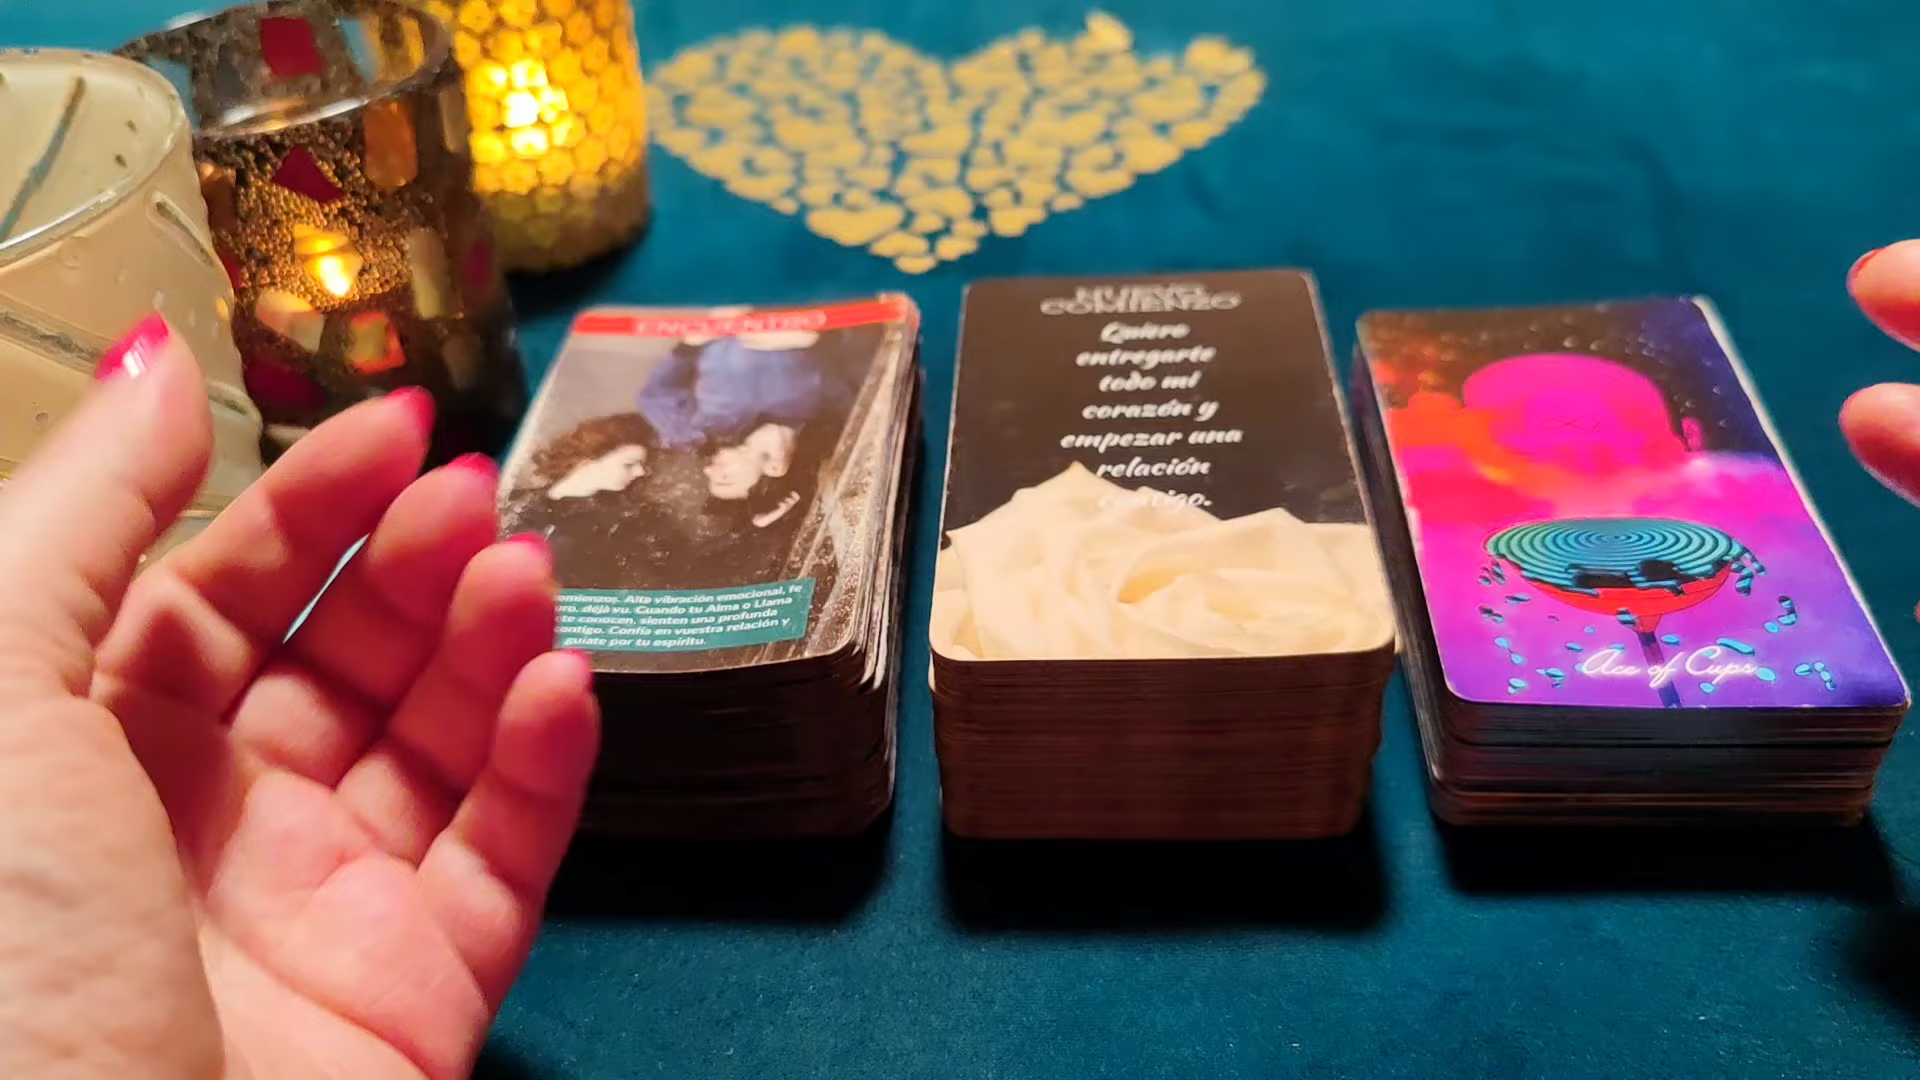 ENCUENTRO
comienzos. Alta vibración emocional, fe
déjà vu. Cuando tu Alma o Llama
te conocen, sienten una profunda
contigo. Confía en vuestra relación y
guíate por tu espíritu.
NUEVO
COMIENZO
Quiero
entregarte
todo mi
corazón y
empezar una
relación
contigo.
Ace of Cups